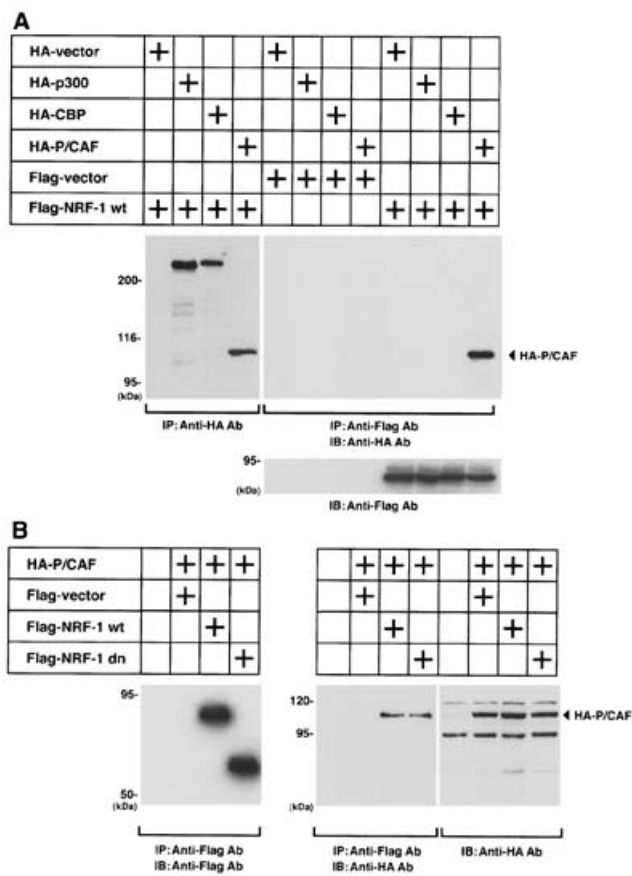 A
HA-vector + + +
HA-p300 + + +
HA-CBP + + +
HA-P/CAF + + +
Flag-vector + + + +
Flag-NRF-1 wt + + + + + + + +
200-
116-
95-
(kDa)
◀ HA-P/CAF
IP: Anti-HA Ab
IP: Anti-Flag Ab
IB: Anti-HA Ab
95-
(kDa)
IB: Anti-Flag Ab
B
HA-P/CAF + + +
Flag-vector +
Flag-NRF-1 wt +
Flag-NRF-1 dn +
95-
50-
(kDa)
IP: Anti-Flag Ab
IB: Anti-Flag Ab
+ + + + + +
+ +
+ +
+ +
120-
95-
(kDa)
◀ HA-P/CAF
IP: Anti-Flag Ab
IB: Anti-HA Ab
IB: Anti-HA Ab